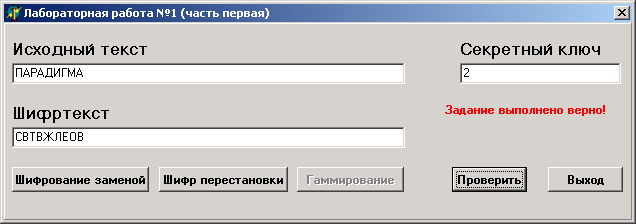 Лабораторная работа №1 (часть первая)
Исходный текст Секретный ключ
ПАРАДИГМА 2
Задание выполнено верно!
Шифртекст
СВТВЖЛЕОВ
Шифрование заменой Шифр перестановки Гаммирование Проверить Выход